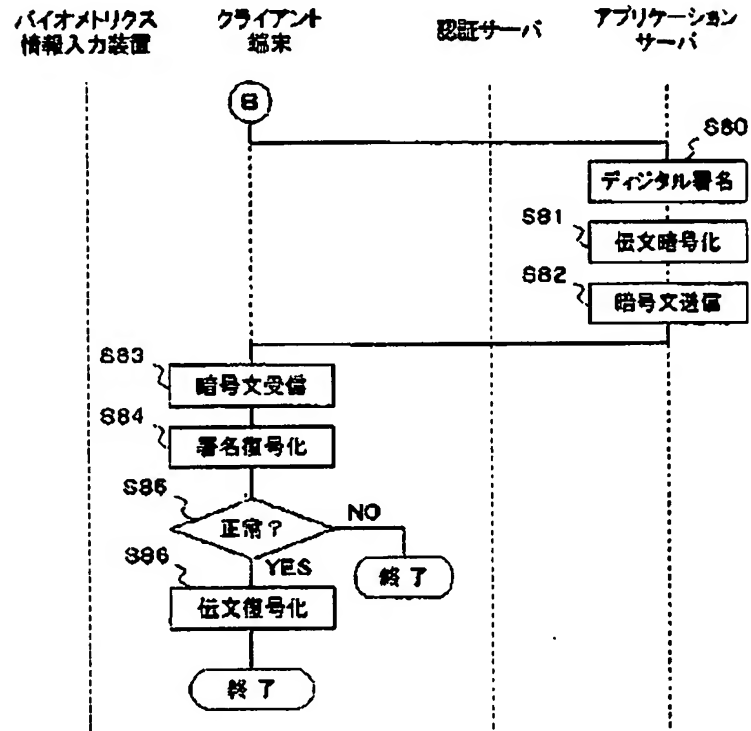 バイオメトリクス
情報入力装置
クライアント
端末
認証サーバ
アプリケーション
サーバ
8
S80
ディジタル署名
S81
伝文暗号化
S82
暗号文送信
S83
暗号文受信
S84
署名復号化
S85
正常？
NO
YES
終了
S86
伝文復号化
終了